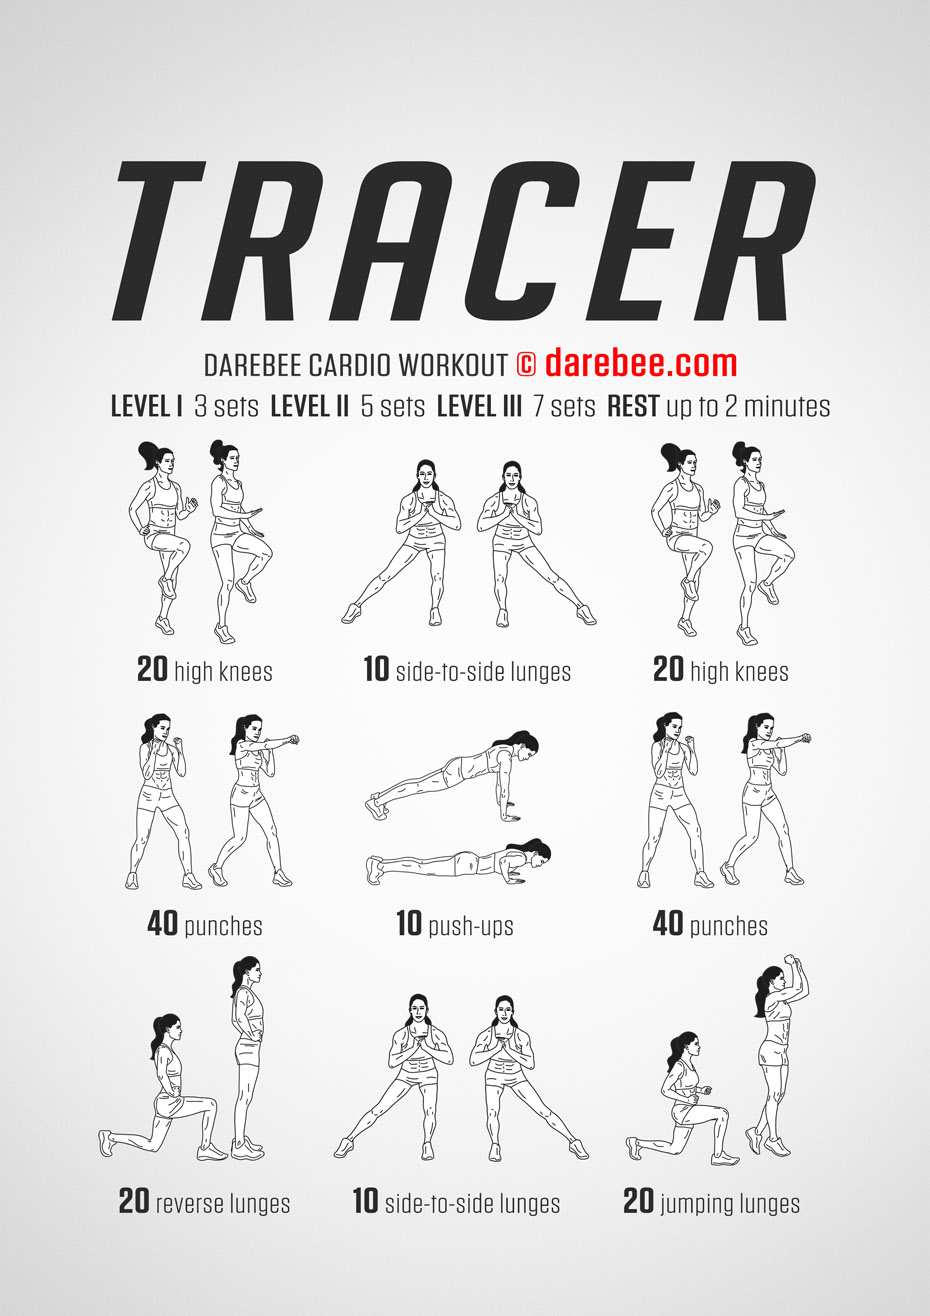 TRACER
DAREBEE CARDIO WORKOUT © darebee.com
LEVEL I 3 sets LEVEL II 5 sets LEVEL III 7 sets REST up to 2 minutes
20 high knees
10 side-to-side lunges
20 high knees
40 punches
10 push-ups
40 punches
20 reverse lunges
10 side-to-side lunges
20 jumping lunges